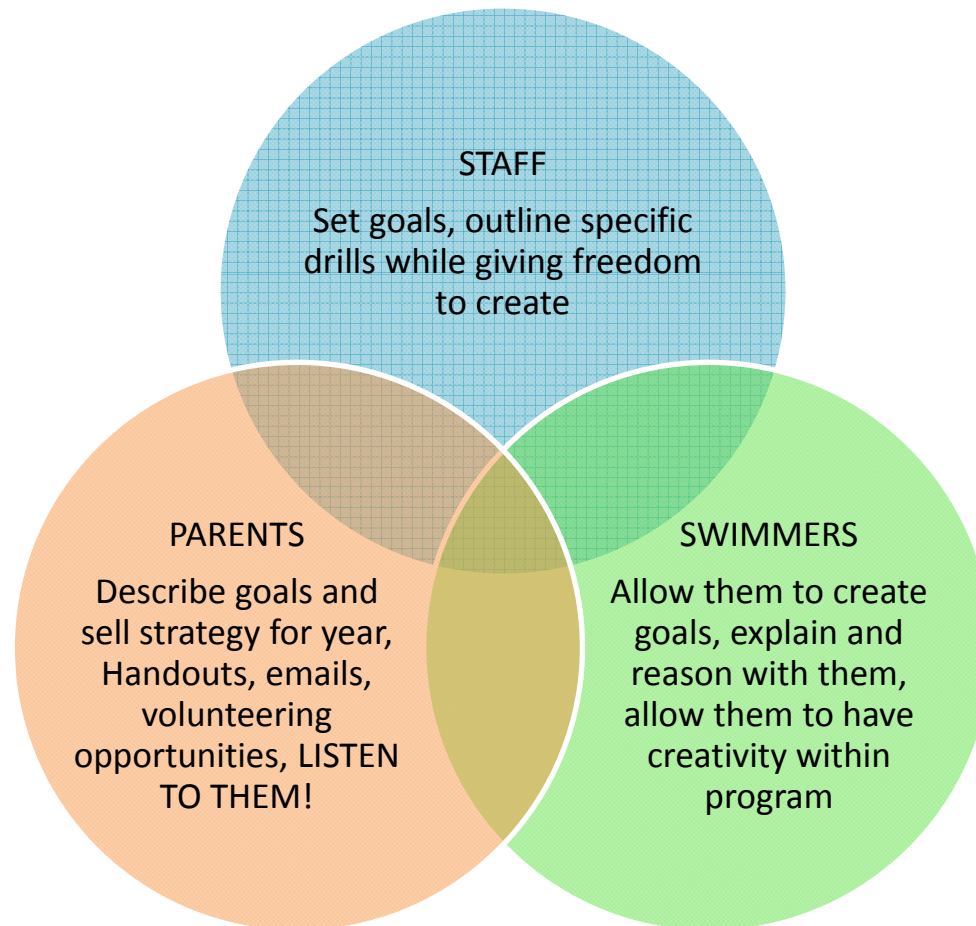 STAFF
Set goals, outline specific
drills while giving freedom
to create
PARENTS
Describe goals and
sell strategy for year,
Handouts, emails,
volunteering
opportunities, LISTEN
TO THEM!
SWIMMERS
Allow them to create
goals, explain and
reason with them,
allow them to have
creativity within
program